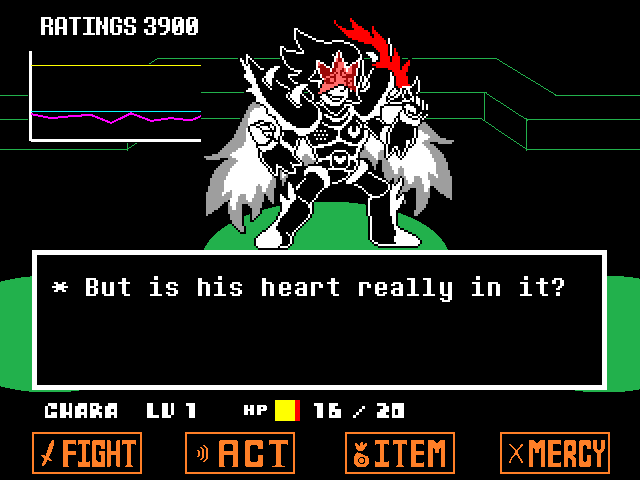 RATINGS 3900
* But is his heart really in it?
CHARA LV 1 HP 16 / 20
FIGHT ACT ITEM MERCY